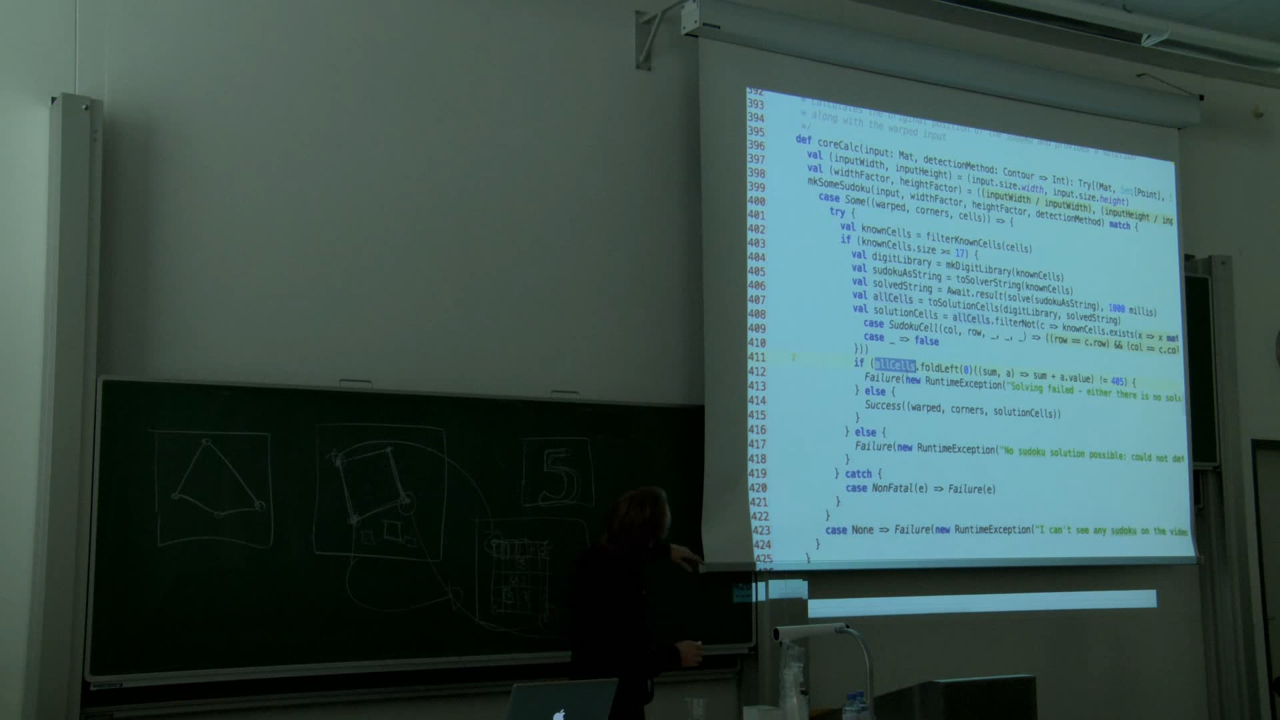 5
392
393
394 * along with the warped input
395 */
396 def coreCalc(input: Mat, detectionMethod: Contour => Int): Try[(Mat, Seq[Point],
397 val (inputWidth, inputHeight) = (input.size.width, input.size.height)
398 val (widthFactor, heightFactor) = ((inputWidth / inputWidth), (inputHeight / inp
399 mkSomeSudoku(input, widthFactor, heightFactor, detectionMethod) match {
400 case Some((warped, corners, cells)) => {
401 try {
402 val knownCells = filterKnownCells(cells)
403 if (knownCells.size >= 17) {
404 val digitLibrary = mkDigitLibrary(knownCells)
405 val sudokuAsString = toSolverString(knownCells)
406 val solvedString = Await.result(solve(sudokuAsString), 1000 millis)
407 val allCells = toSolutionCells(digitLibrary, solvedString)
408 val solutionCells = allCells.filterNot(c => knownCells.exists(x => x mat
409 case SudokuCell(col, row, _, _, _) => ((row == c.row) && (col == c.col
410 case _ => false
411 }))
412 if (allCells.foldLeft(0)((sum, a) => sum + a.value) != 405) {
413 Failure(new RuntimeException("Solving failed - either there is no solu
414 } else {
415 Success((warped, corners, solutionCells))
416 }
417 } else {
418 Failure(new RuntimeException("No sudoku solution possible; could not det
419 }
420 } catch {
421 case NonFatal(e) => Failure(e)
422 }
423 }
424 case None => Failure(new RuntimeException("I can't see any sudoku on the video
425 }
}